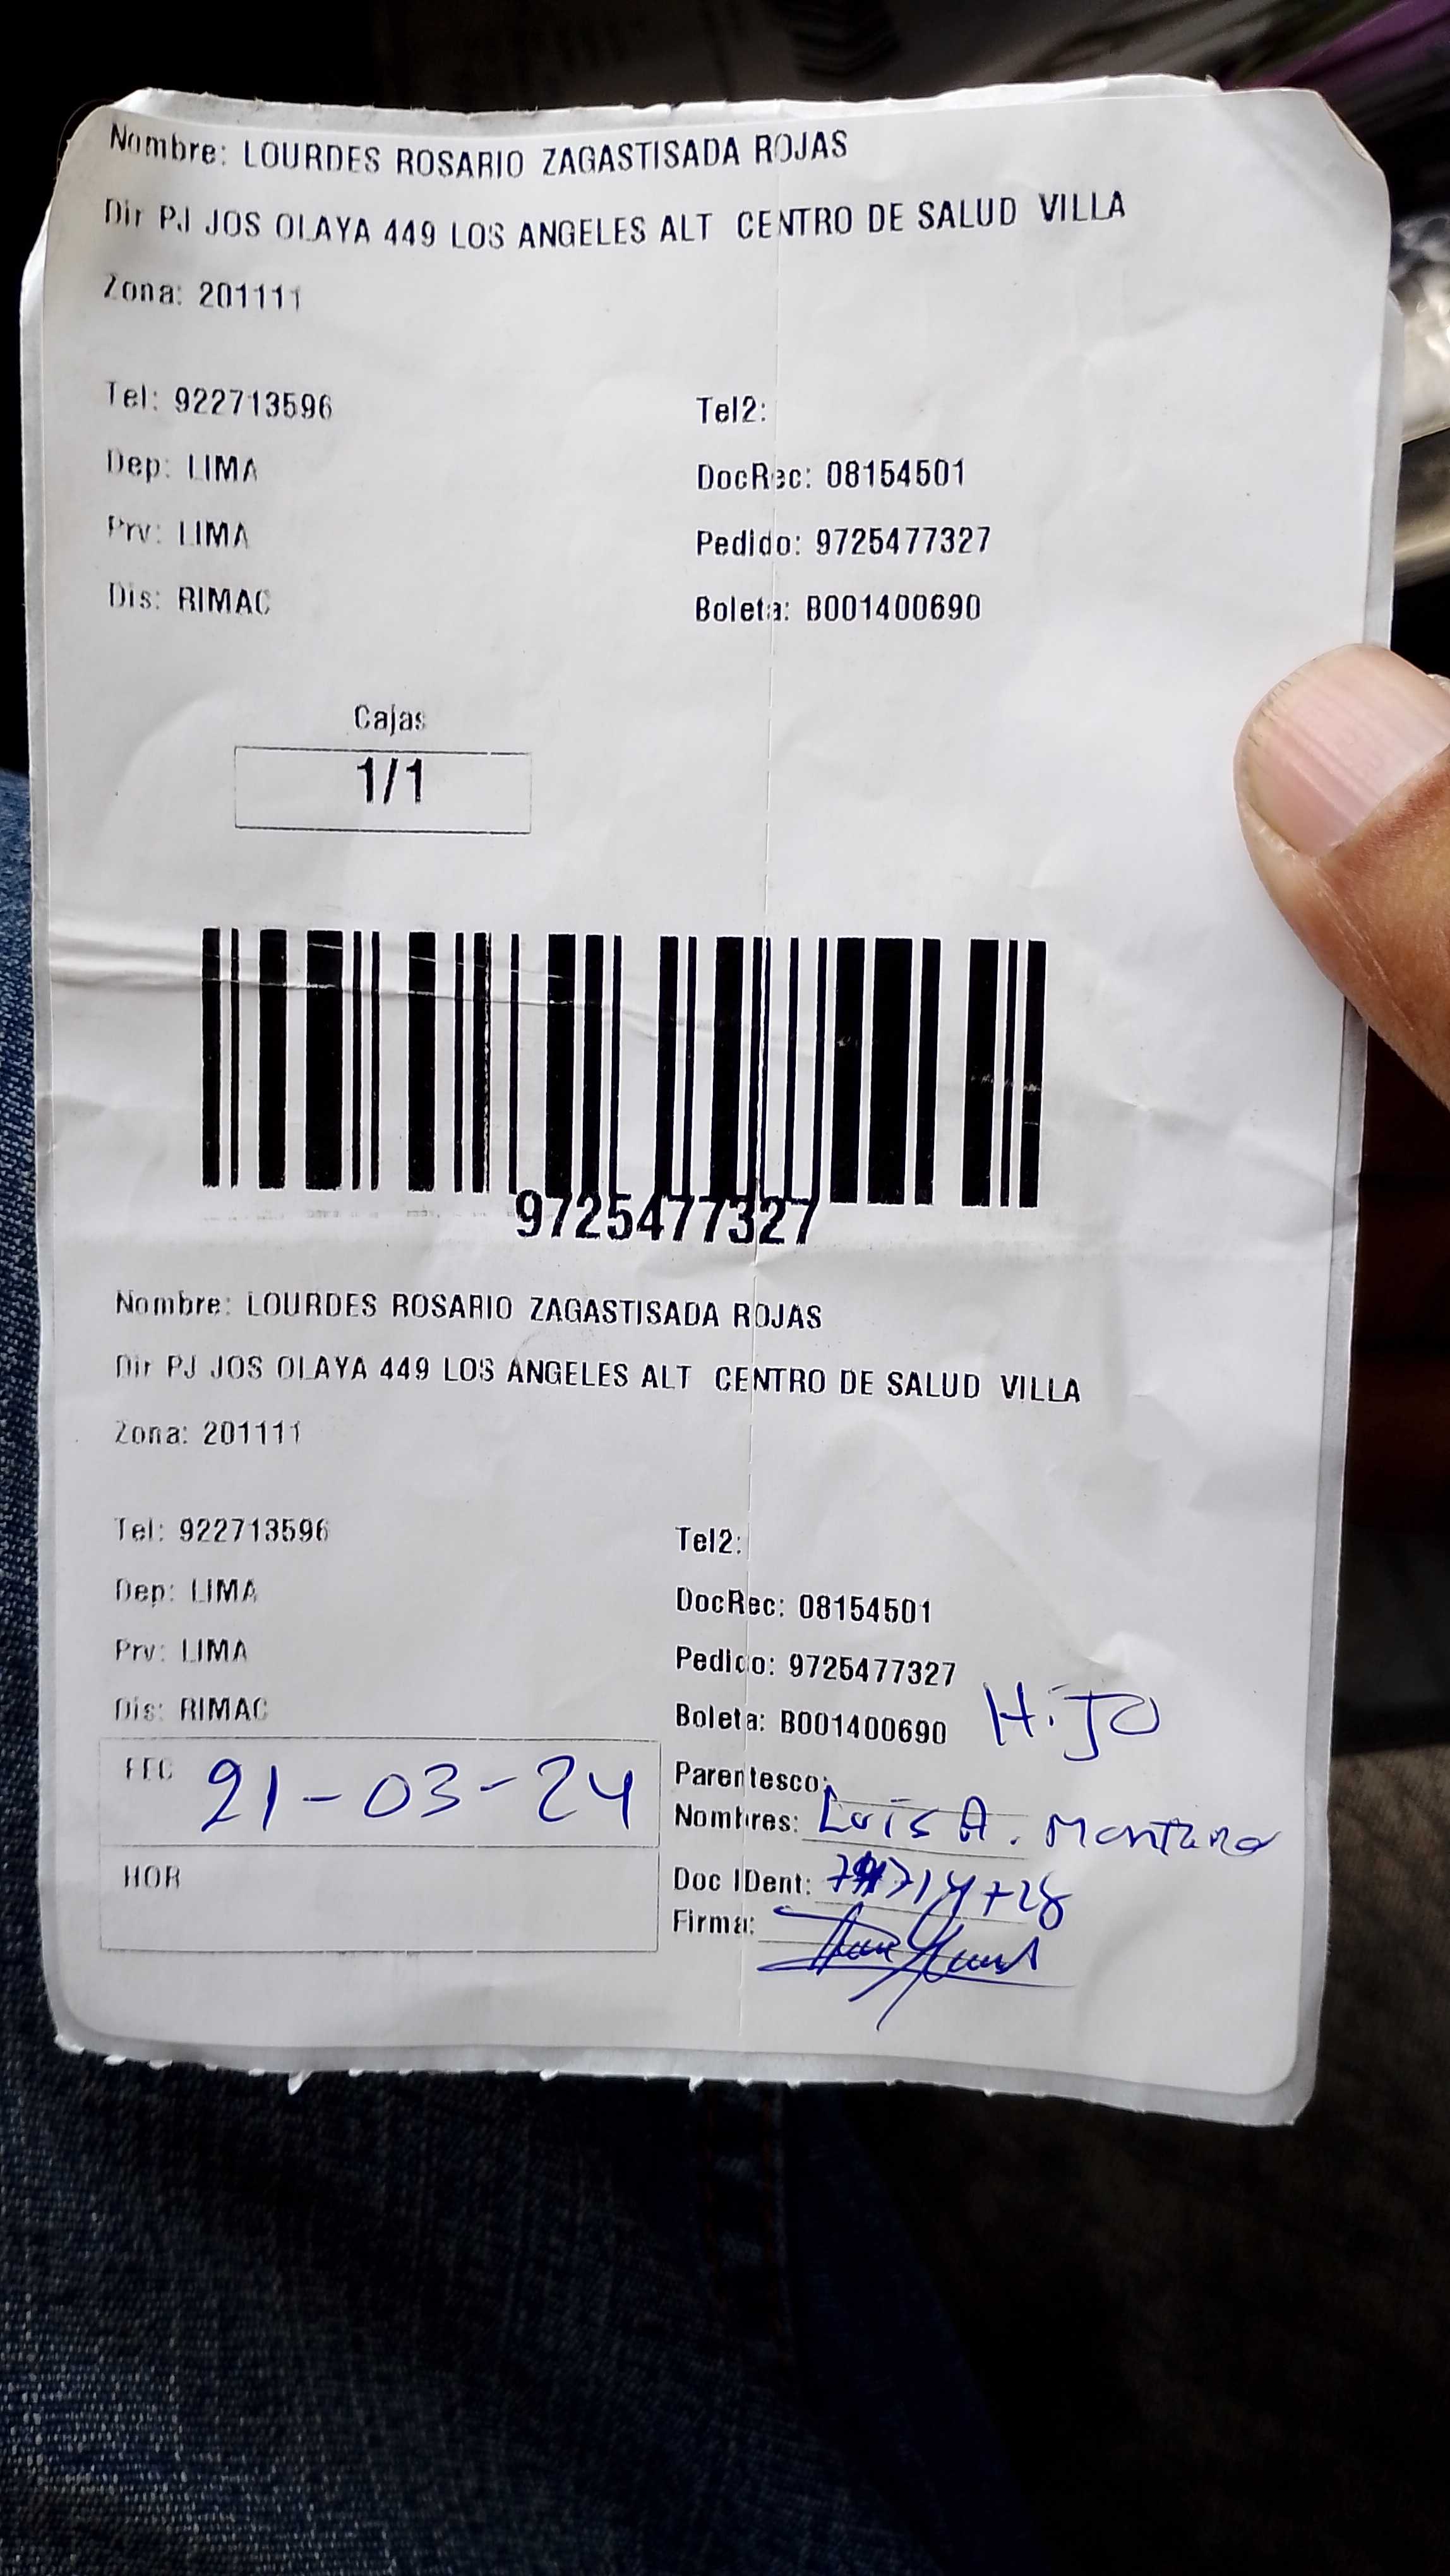 Nombre: LOURDES ROSARIO ZAGASTISADA ROJAS
Dir PJ JOS OLAYA 449 LOS ANGELES ALT CENTRO DE SALUD VILLA
Zona: 201111
Tel: 922713596 Tel2:
Dep: LIMA DocRec: 08154501
Prv: LIMA Pedido: 9725477327
Dis: RIMAC Boleta: B001400690
Cajas
1/1
9725477327
Nombre: LOURDES ROSARIO ZAGASTISADA ROJAS
Dir PJ JOS OLAYA 449 LOS ANGELES ALT CENTRO DE SALUD VILLA
Zona: 201111
Tel: 922713596 Tel2:
Dep: LIMA DocRec: 08154501
Prv: LIMA Pedido: 9725477327
Dis: RIMAC Boleta: B001400690 HiJO
FEC 21-03-24 Parentesco:
Nombres: Luis A. Montano
HOR Doc IDent:
Firma: